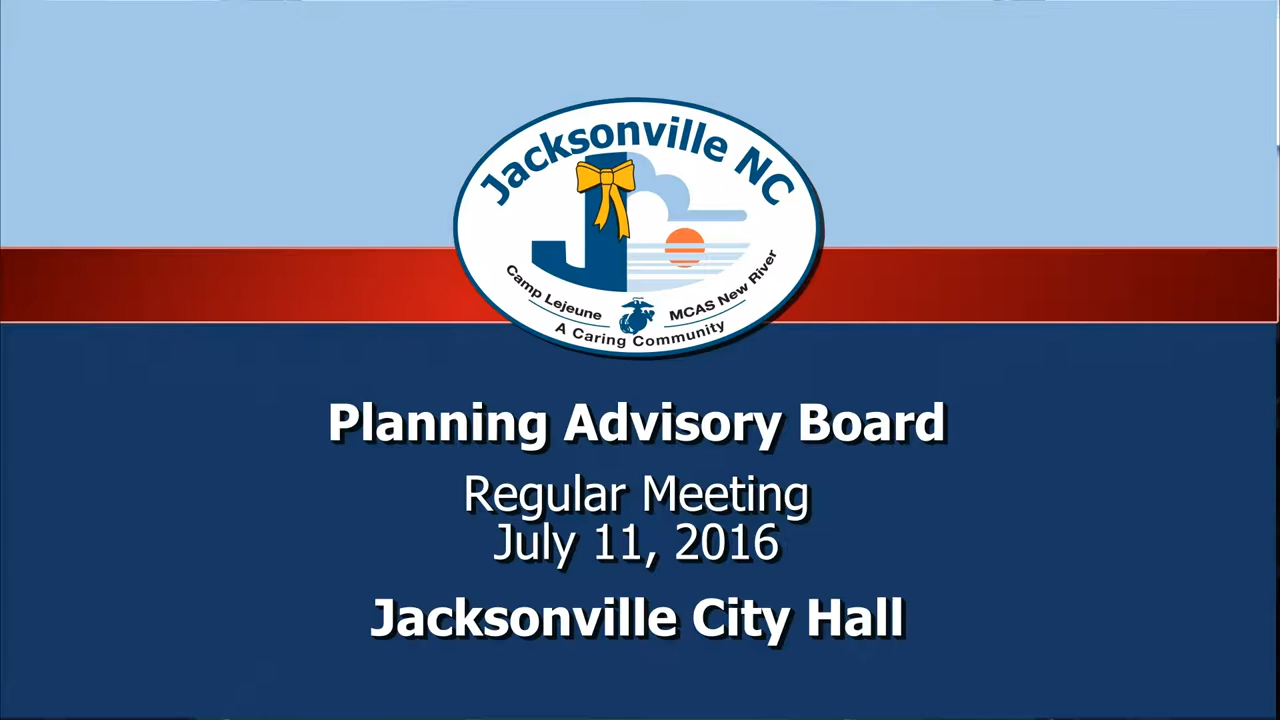 Jacksonville NC
Camp Lejeune
MCAS New River
A Caring Community
Planning Advisory Board
Regular Meeting
July 11, 2016
Jacksonville City Hall